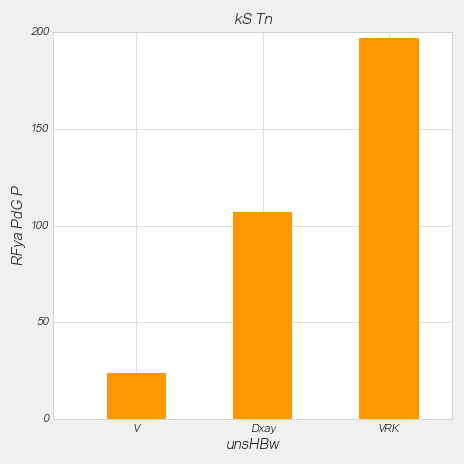 kS Tn
200
150
100
50
0
RFya PdG P
V Dxay VRK
unsHBw